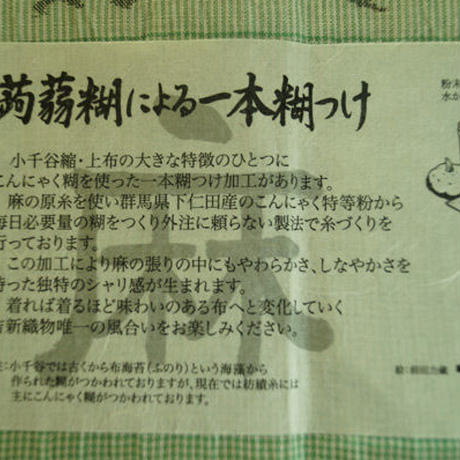 蒟蒻糊による一本糊つけ
粉末
水か
小千谷縮・上布の大きな特徴のひとつに
こんにゃく糊を使った一本糊つけ加工があります。
麻の原糸を使い群馬県下仁田産のこんにゃく特等粉から
毎日必要量の糊をつくり外注に頼らない製法で糸づくりを
行っております。
この加工により麻の張りの中にもやわらかさ、しなやかさを
持った独特のシャリ感が生まれます。
着れば着るほど味わいのある布へと変化していく
吉新織物唯一の風合いをお楽しみください。
注:小千谷では古くから布海苔(ふのり)という海藻から
作られた糊がつかわれておりますが、現在では紡績糸には
主にこんにゃく糊がつかわれております。